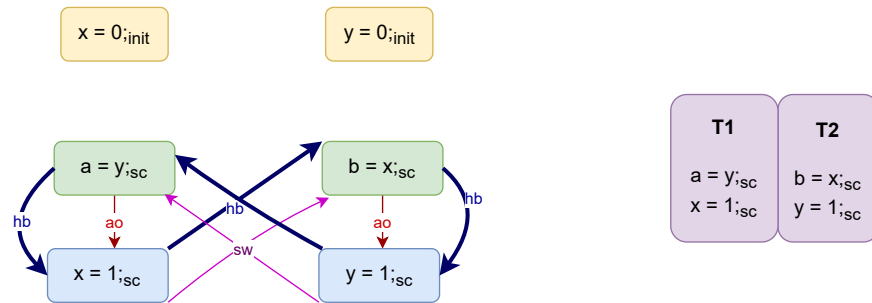 x = 0;init
y = 0;init
T1
T2
a = y;sc
b = x;sc
a = y;sc
b = x;sc
x = 1;sc
y = 1;sc
hb
ao
hb
ao
hb
sw
x = 1;sc
y = 1;sc